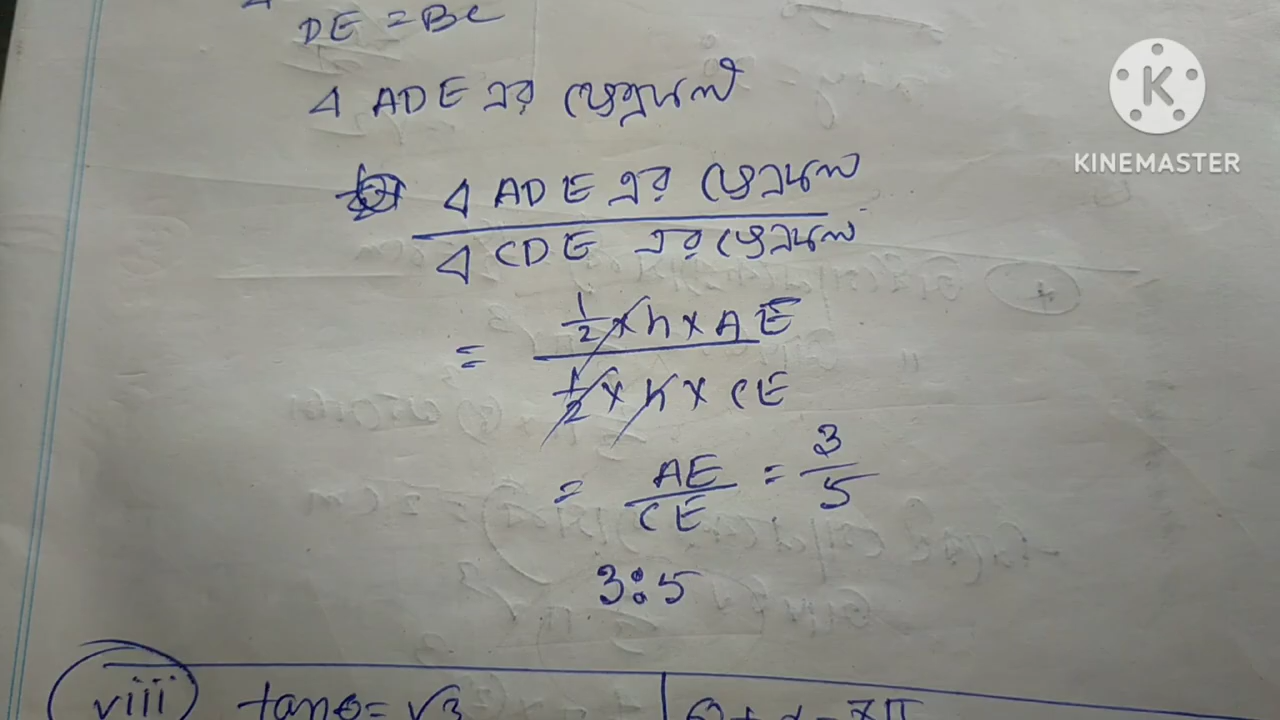 DE = BC
Δ ADE এর ক্ষেত্রফল
Δ ADE এর ক্ষেত্রফল
Δ CDE এর ক্ষেত্রফল
= 1/2 × h × AE
1/2 × h × CE
= AE/CE = 3/5
3:5
viii tanθ = √3
θ + α =
K
KINEMASTER